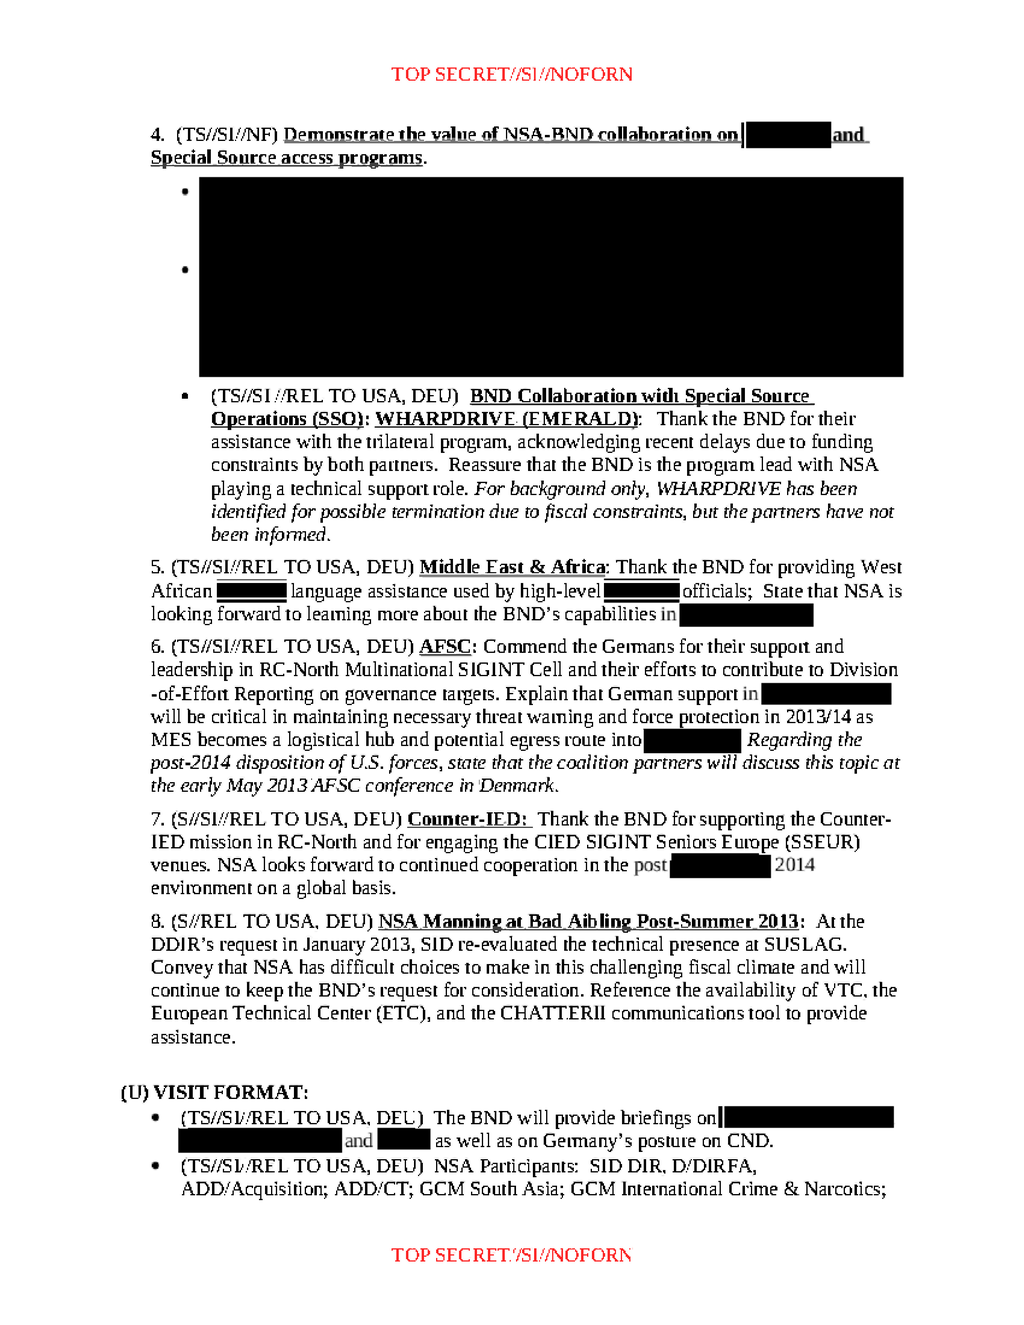 TOP SECRET//SI//NOFORN
4. (TS//SI//NF) Demonstrate the value of NSA-BND collaboration on and
Special Source access programs.
•
•
• (TS//SI//REL TO USA, DEU) BND Collaboration with Special Source
Operations (SSO): WHARPDRIVE (EMERALD): Thank the BND for their
assistance with the trilateral program, acknowledging recent delays due to funding
constraints by both partners. Reassure that the BND is the program lead with NSA
playing a technical support role. For background only, WHARPDRIVE has been
identified for possible termination due to fiscal constraints, but the partners have not
been informed.
5. (TS//SI//REL TO USA, DEU) Middle East & Africa: Thank the BND for providing West
African language assistance used by high-level officials; State that NSA is
looking forward to learning more about the BND's capabilities in
6. (TS//SI//REL TO USA, DEU) AFSC: Commend the Germans for their support and
leadership in RC-North Multinational SIGINT Cell and their efforts to contribute to Division
-of-Effort Reporting on governance targets. Explain that German support in
will be critical in maintaining necessary threat warning and force protection in 2013/14 as
MES becomes a logistical hub and potential egress route into Regarding the
post-2014 disposition of U.S. forces, state that the coalition partners will discuss this topic at
the early May 2013 AFSC conference in Denmark.
7. (S//SI//REL TO USA, DEU) Counter-IED: Thank the BND for supporting the Counter-
IED mission in RC-North and for engaging the CIED SIGINT Seniors Europe (SSEUR)
venues. NSA looks forward to continued cooperation in the post 2014
environment on a global basis.
8. (S//REL TO USA, DEU) NSA Manning at Bad Aibling Post-Summer 2013: At the
DDIR's request in January 2013, SID re-evaluated the technical presence at SUSLAG.
Convey that NSA has difficult choices to make in this challenging fiscal climate and will
continue to keep the BND's request for consideration. Reference the availability of VTC, the
European Technical Center (ETC), and the CHATTERII communications tool to provide
assistance.
(U) VISIT FORMAT:
• (TS//SI//REL TO USA, DEU) The BND will provide briefings on
and as well as on Germany's posture on CND.
• (TS//SI//REL TO USA, DEU) NSA Participants: SID DIR, D/DIRFA,
ADD/Acquisition; ADD/CT; GCM South Asia; GCM International Crime & Narcotics;
TOP SECRET//SI//NOFORN